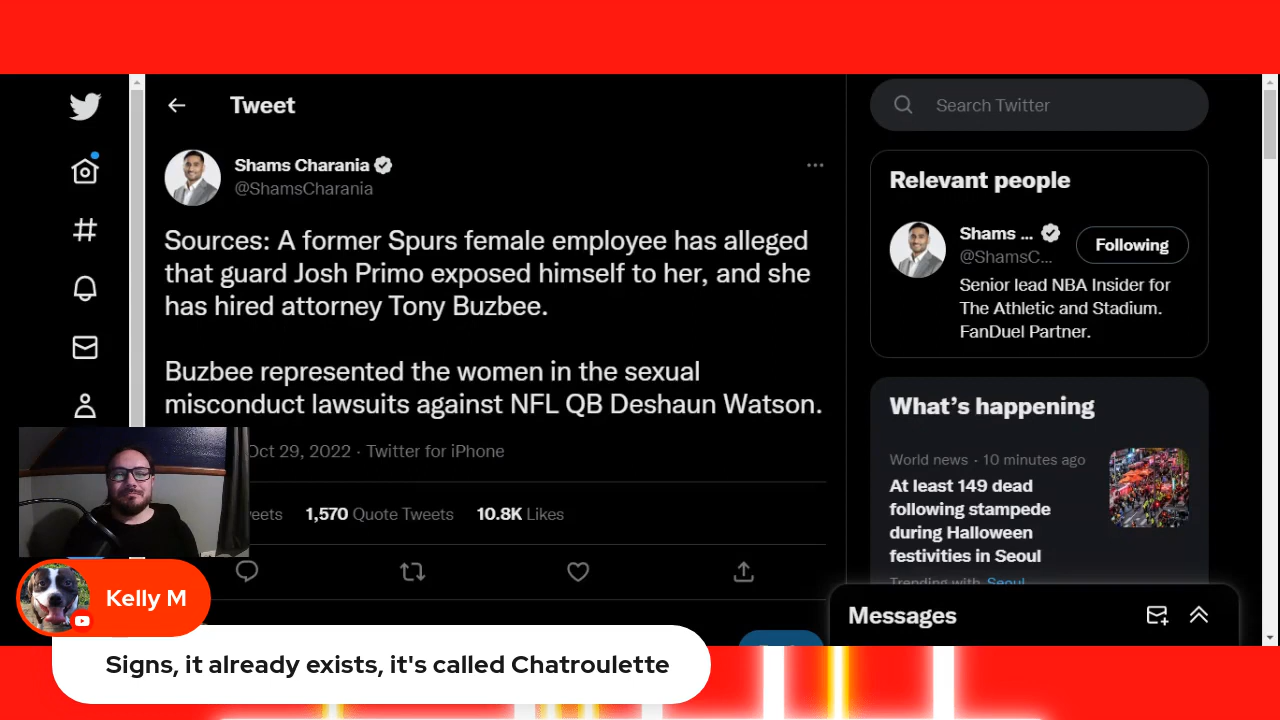 Tweet
Shams Charania
@ShamsCharania
Sources: A former Spurs female employee has alleged
that guard Josh Primo exposed himself to her, and she
has hired attorney Tony Buzbee.
Buzbee represented the women in the sexual
misconduct lawsuits against NFL QB Deshaun Watson.
Oct 29, 2022 · Twitter for iPhone
1,570 Quote Tweets 10.8K Likes
Search Twitter
Relevant people
Shams ...
@ShamsC...
Following
Senior lead NBA Insider for
The Athletic and Stadium.
FanDuel Partner.
What's happening
World news · 10 minutes ago
At least 149 dead
following stampede
during Halloween
festivities in Seoul
Trending with Seoul
Messages
Kelly M
Signs, it already exists, it's called Chatroulette